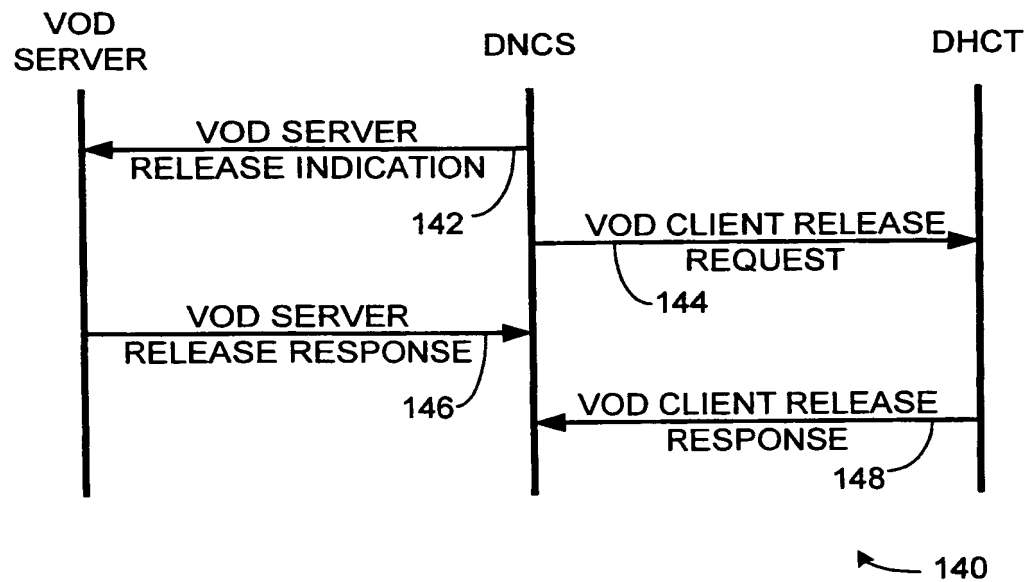 VOD
SERVER
DNCS
DHCT
VOD SERVER
RELEASE INDICATION
142
VOD CLIENT RELEASE
REQUEST
144
VOD SERVER
RELEASE RESPONSE
146
VOD CLIENT RELEASE
RESPONSE
148
140